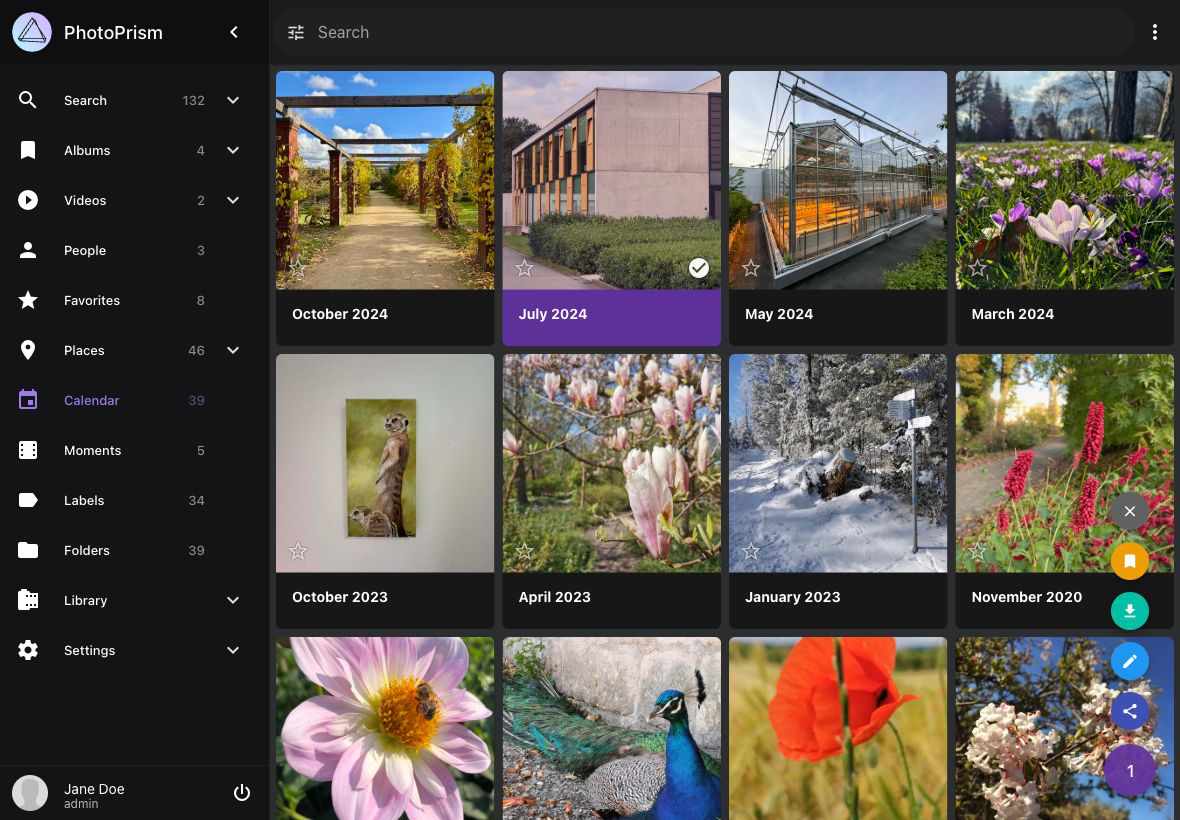 PhotoPrism
Search
Search 132
Albums 4
Videos 2
People 3
Favorites 8
Places 46
Calendar 39
Moments 5
Labels 34
Folders 39
Library
Settings
Jane Doe
admin
October 2024
July 2024
May 2024
March 2024
October 2023
April 2023
January 2023
November 2020
1